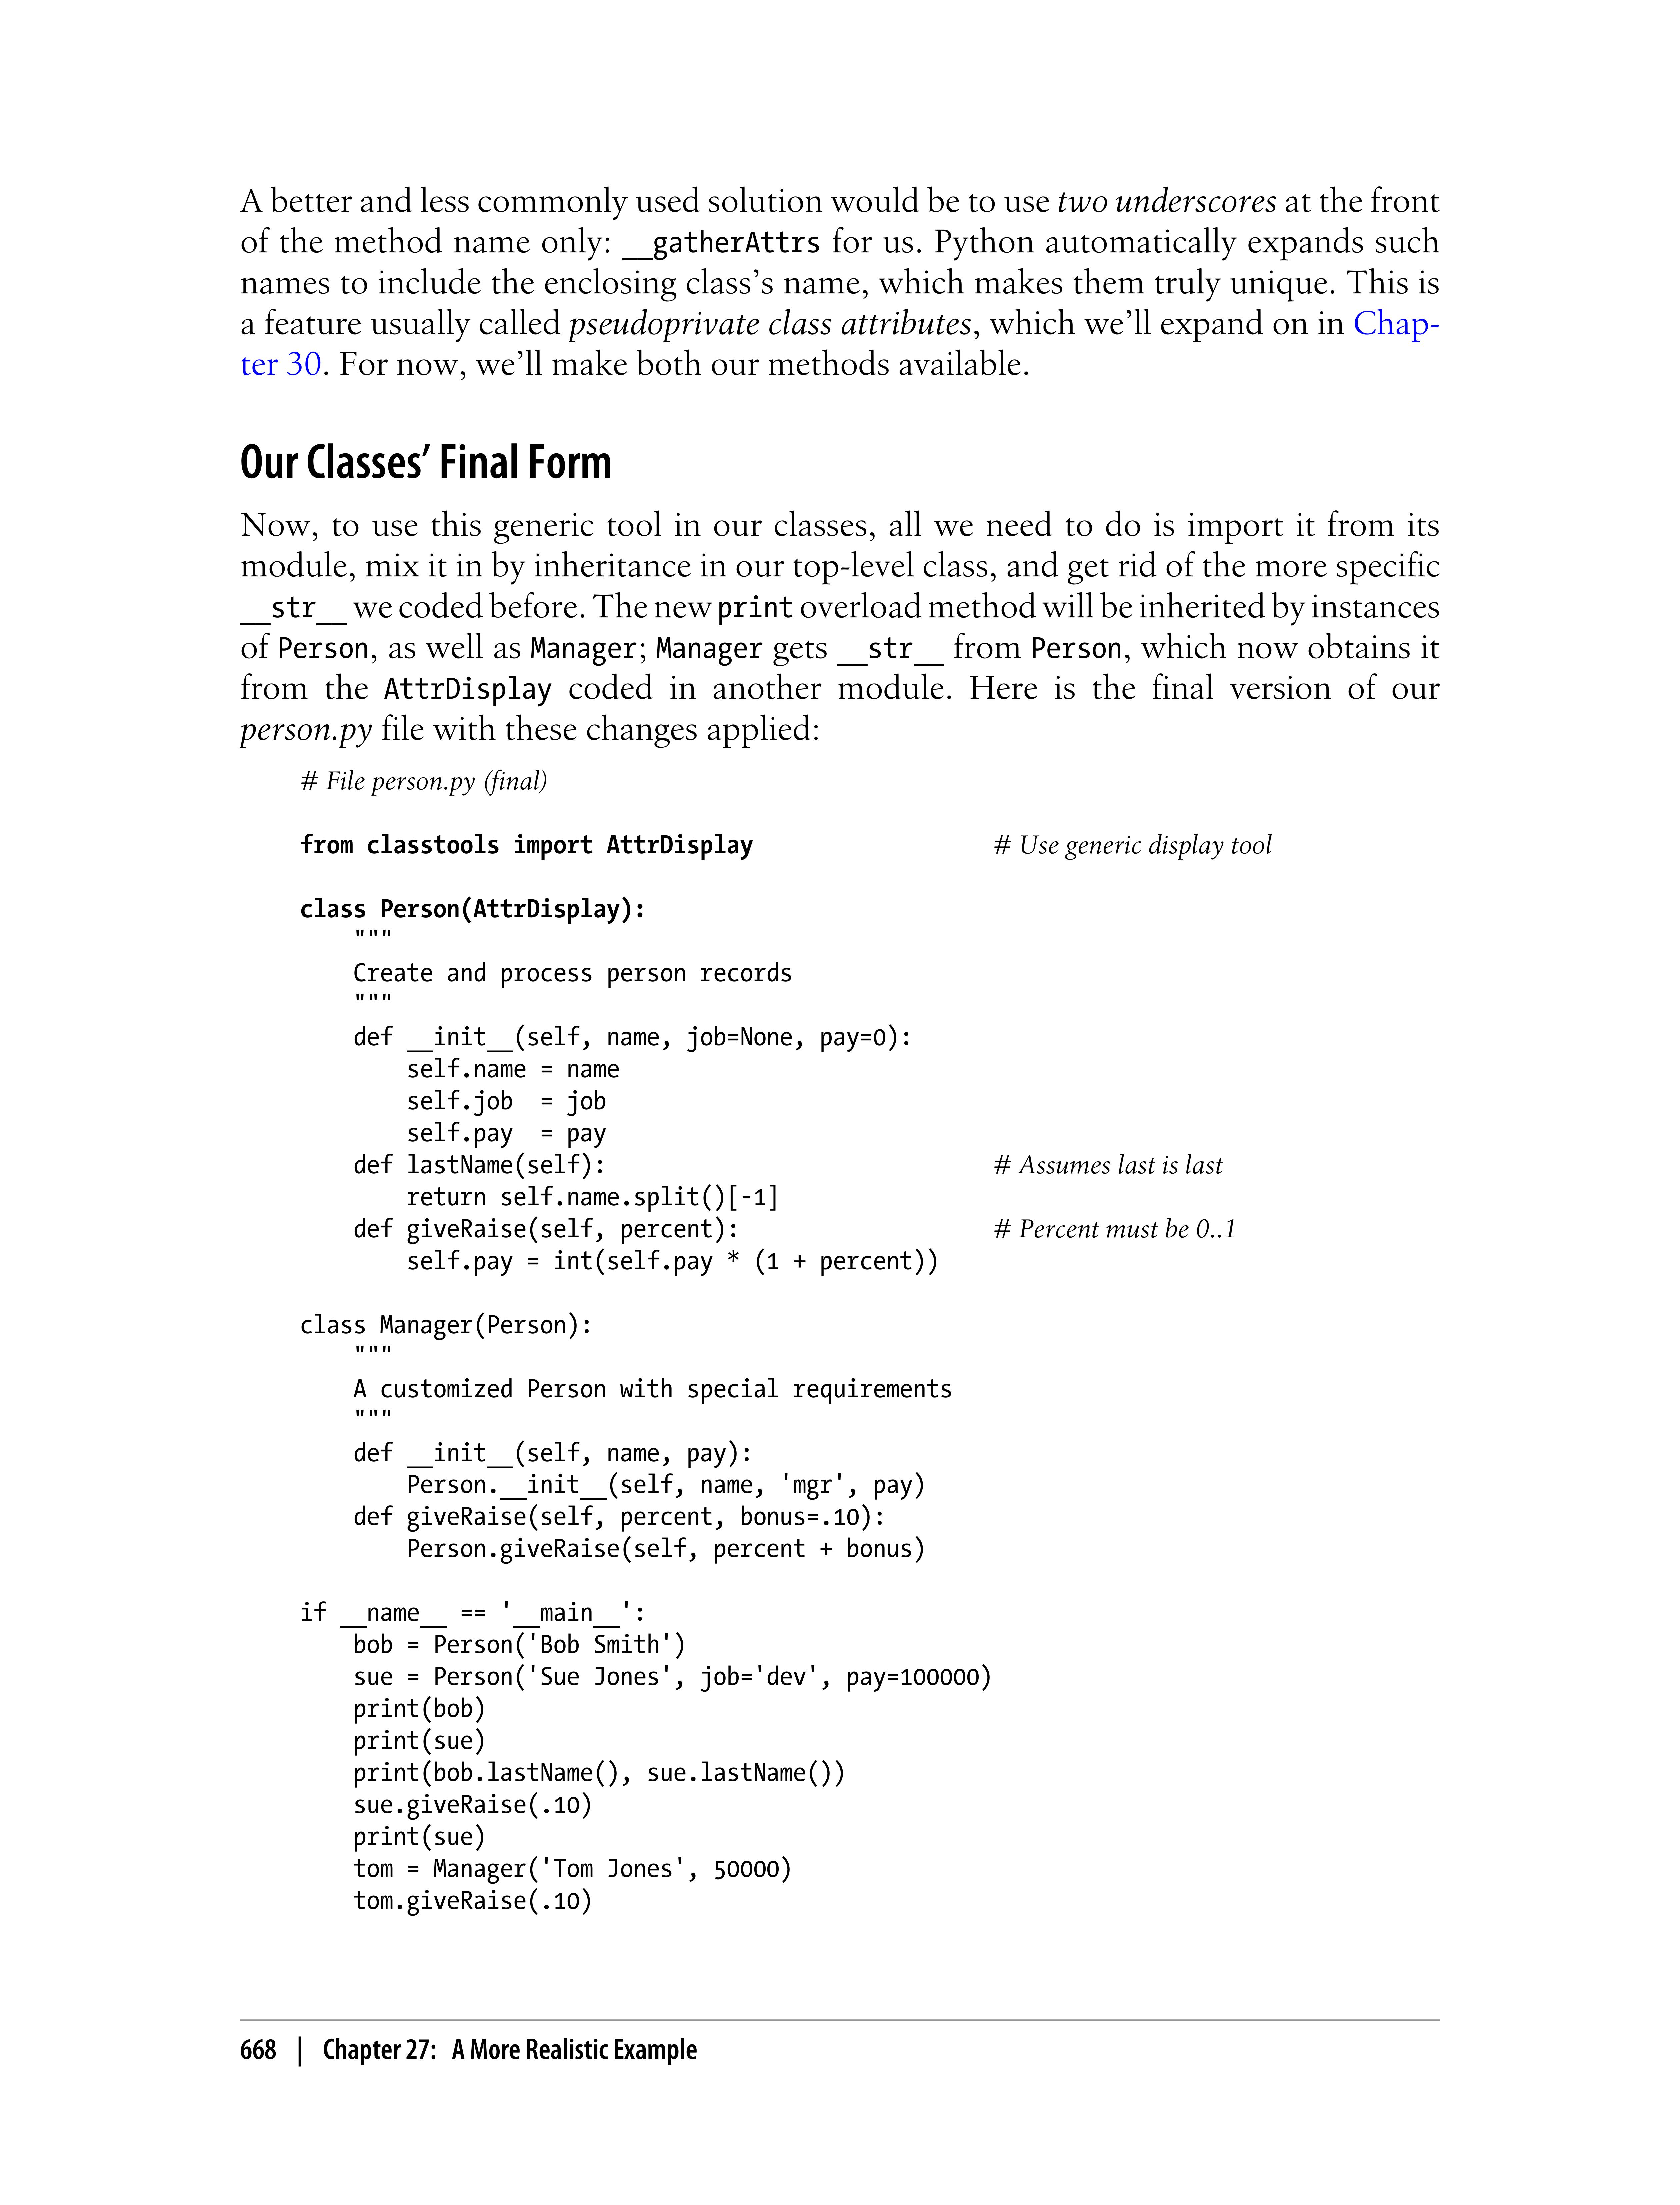 A better and less commonly used solution would be to use two underscores at the front
of the method name only: __gatherAttrs for us. Python automatically expands such
names to include the enclosing class’s name, which makes them truly unique. This is
a feature usually called pseudoprivate class attributes, which we’ll expand on in Chap-
ter 30. For now, we’ll make both our methods available.
Our Classes’ Final Form
Now, to use this generic tool in our classes, all we need to do is import it from its
module, mix it in by inheritance in our top-level class, and get rid of the more specific
__str__ we coded before. The new print overload method will be inherited by instances
of Person, as well as Manager; Manager gets __str__ from Person, which now obtains it
from the AttrDisplay coded in another module. Here is the final version of our
person.py file with these changes applied:
# File person.py (final)
from classtools import AttrDisplay # Use generic display tool
class Person(AttrDisplay):
"""
Create and process person records
"""
def __init__(self, name, job=None, pay=0):
self.name = name
self.job  = job
self.pay  = pay
def lastName(self): # Assumes last is last
return self.name.split()[-1]
def giveRaise(self, percent): # Percent must be 0..1
self.pay = int(self.pay * (1 + percent))
class Manager(Person):
"""
A customized Person with special requirements
"""
def __init__(self, name, pay):
Person.__init__(self, name, 'mgr', pay)
def giveRaise(self, percent, bonus=.10):
Person.giveRaise(self, percent + bonus)
if __name__ == '__main__':
bob = Person('Bob Smith')
sue = Person('Sue Jones', job='dev', pay=100000)
print(bob)
print(sue)
print(bob.lastName(), sue.lastName())
sue.giveRaise(.10)
print(sue)
tom = Manager('Tom Jones', 50000)
tom.giveRaise(.10)
668 | Chapter 27: A More Realistic Example